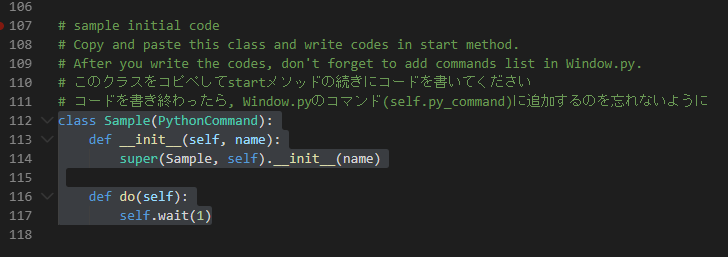 106
107 # sample initial code
108 # Copy and paste this class and write codes in start method.
109 # After you write the codes, don't forget to add commands list in Window.py.
110 # このクラスをコピペしてstartメソッドの続きにコードを書いてください
111 # コードを書き終わったら, Window.pyのコマンド(self.py_command)に追加するのを忘れないように
112 class Sample(PythonCommand):
113     def __init__(self, name):
114         super(Sample, self).__init__(name)
115
116     def do(self):
117         self.wait(1)
118